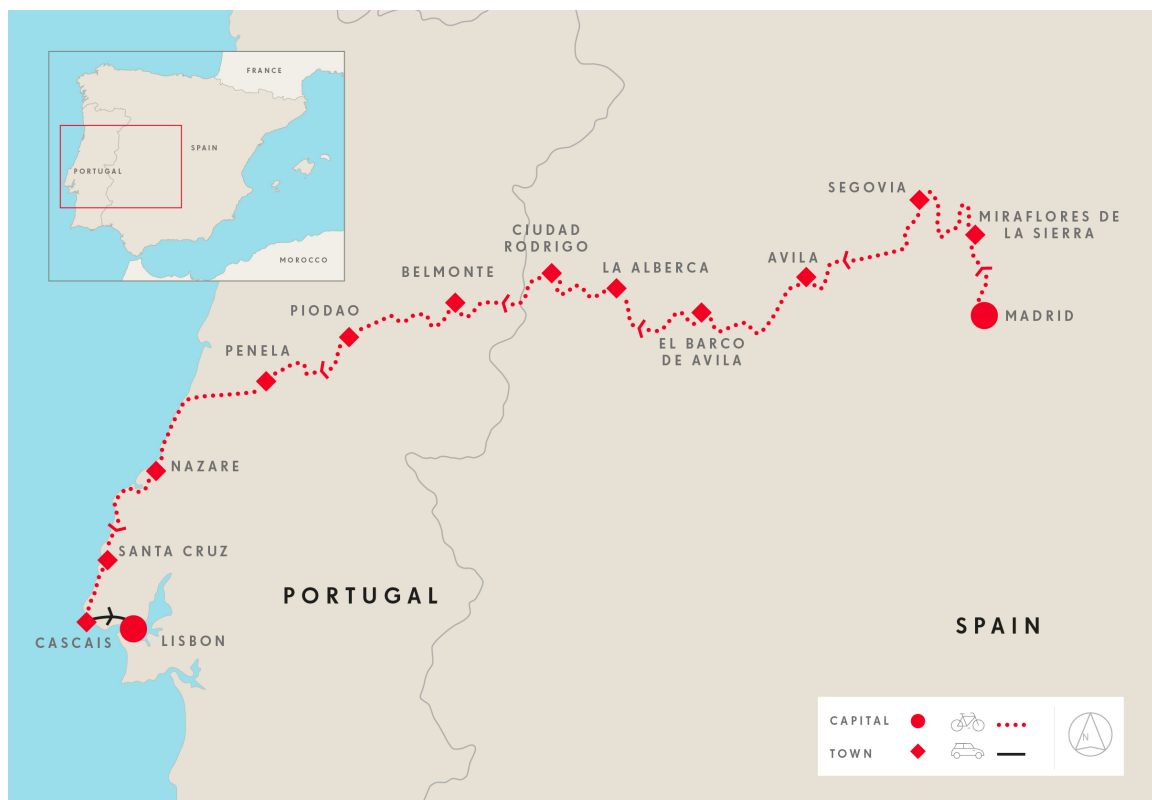 FRANCE
SPAIN
PORTUGAL
MOROCCO
SEGOVIA
MIRAFLORES DE
LA SIERRA
CIUDAD
RODRIGO
AVILA
LA ALBERCA
BELMONTE
PIODAO
MADRID
EL BARCO
DE AVILA
PENELA
NAZARE
SANTA CRUZ
PORTUGAL
SPAIN
CASCAIS
LISBON
CAPITAL
TOWN
N